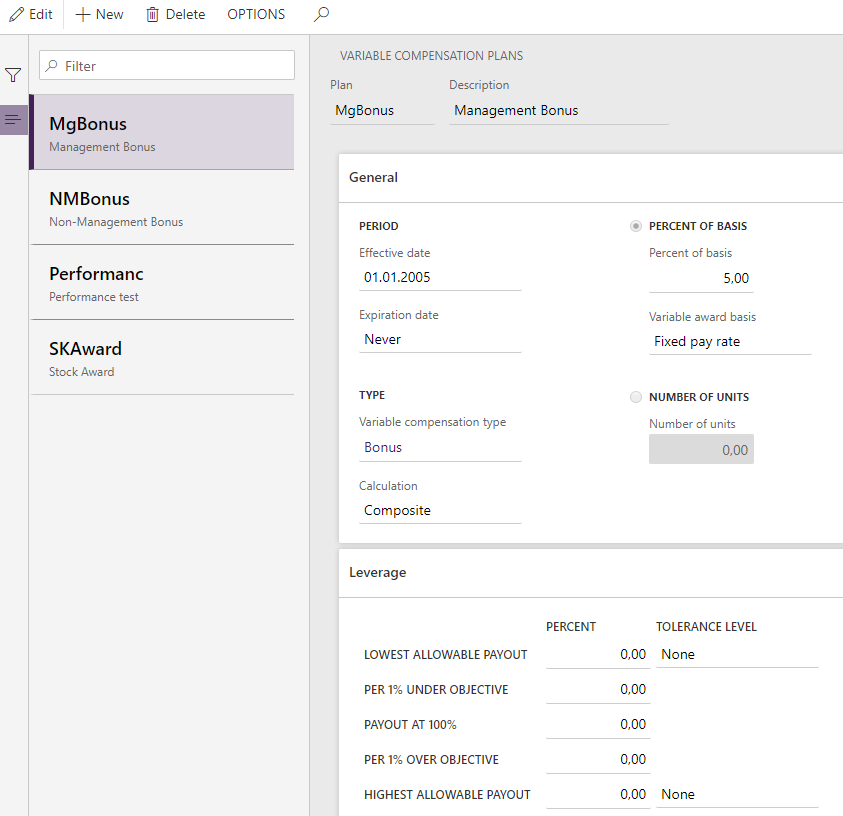 Edit New Delete OPTIONS
Filter
MgBonus
Management Bonus
NMBonus
Non-Management Bonus
Performanc
Performance test
SKAward
Stock Award
VARIABLE COMPENSATION PLANS
Plan Description
MgBonus Management Bonus
General
PERIOD
Effective date
01.01.2005
Expiration date
Never
TYPE
Variable compensation type
Bonus
Calculation
Composite
PERCENT OF BASIS
Percent of basis
5,00
Variable award basis
Fixed pay rate
NUMBER OF UNITS
Number of units
0,00
Leverage
PERCENT TOLERANCE LEVEL
LOWEST ALLOWABLE PAYOUT 0,00 None
PER 1% UNDER OBJECTIVE 0,00
PAYOUT AT 100% 0,00
PER 1% OVER OBJECTIVE 0,00
HIGHEST ALLOWABLE PAYOUT 0,00 None